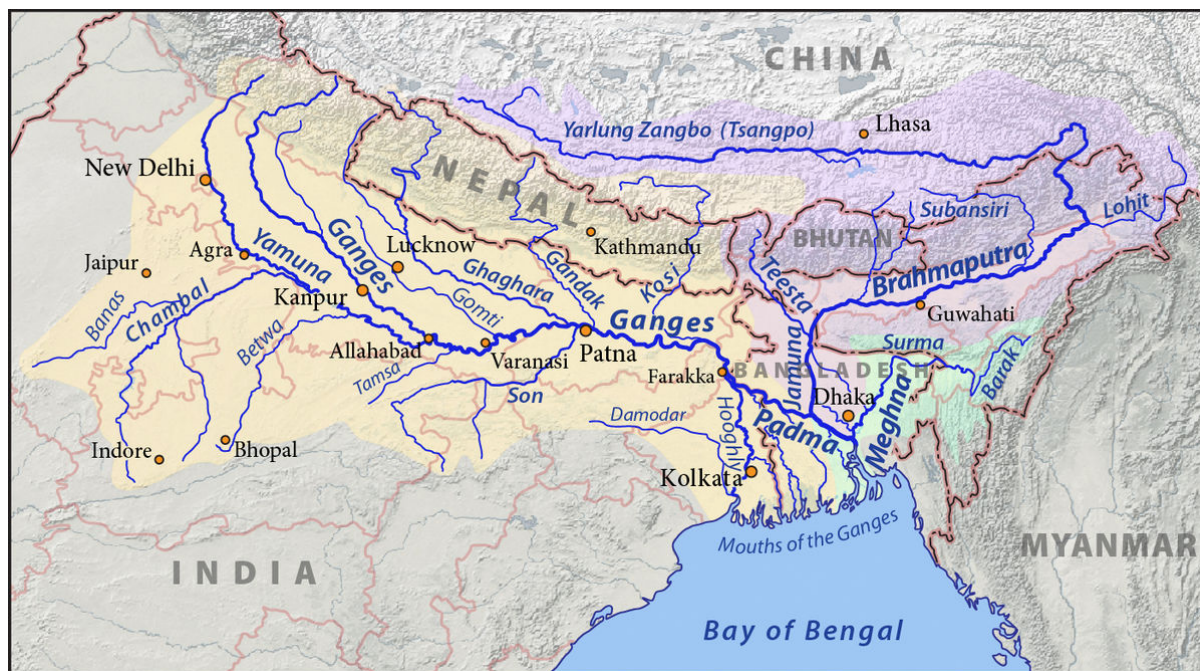 CHINA
Yarlung Zangbo (Tsangpo)
Lhasa
New Delhi
NEPAL
Subansiri
Lohit
BHUTAN
Kathmandu
Agra
Yamuna
Ganges
Lucknow
Ghaghara
Gandak
Kosi
Teesta
Brahmaputra
Jaipur
Banas
Chambal
Kanpur
Gomti
Betwa
Ganges
Guwahati
Allahabad
Varanasi
Patna
Jamuna
Surma
Tamsa
Son
Farakka
BANGLADESH
Barak
Dhaka
Meghna
Damodar
Hooghly
Padma
Indore
Bhopal
Kolkata
Mouths of the Ganges
INDIA
MYANMAR
Bay of Bengal